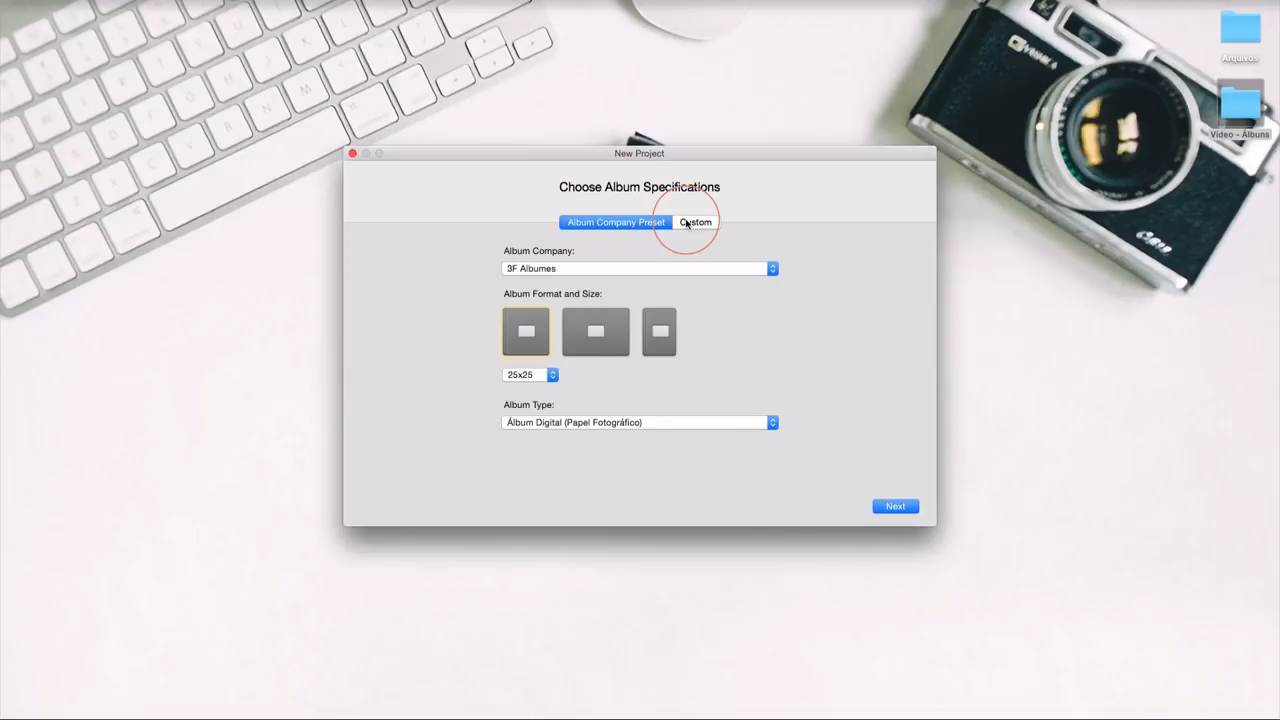 Arquivos
Vídeo - Álbuns
New Project
Choose Album Specifications
Album Company Preset
Custom
Album Company:
3F Albumes
Album Format and Size:
25x25
Album Type:
Álbum Digital (Papel Fotográfico)
Next